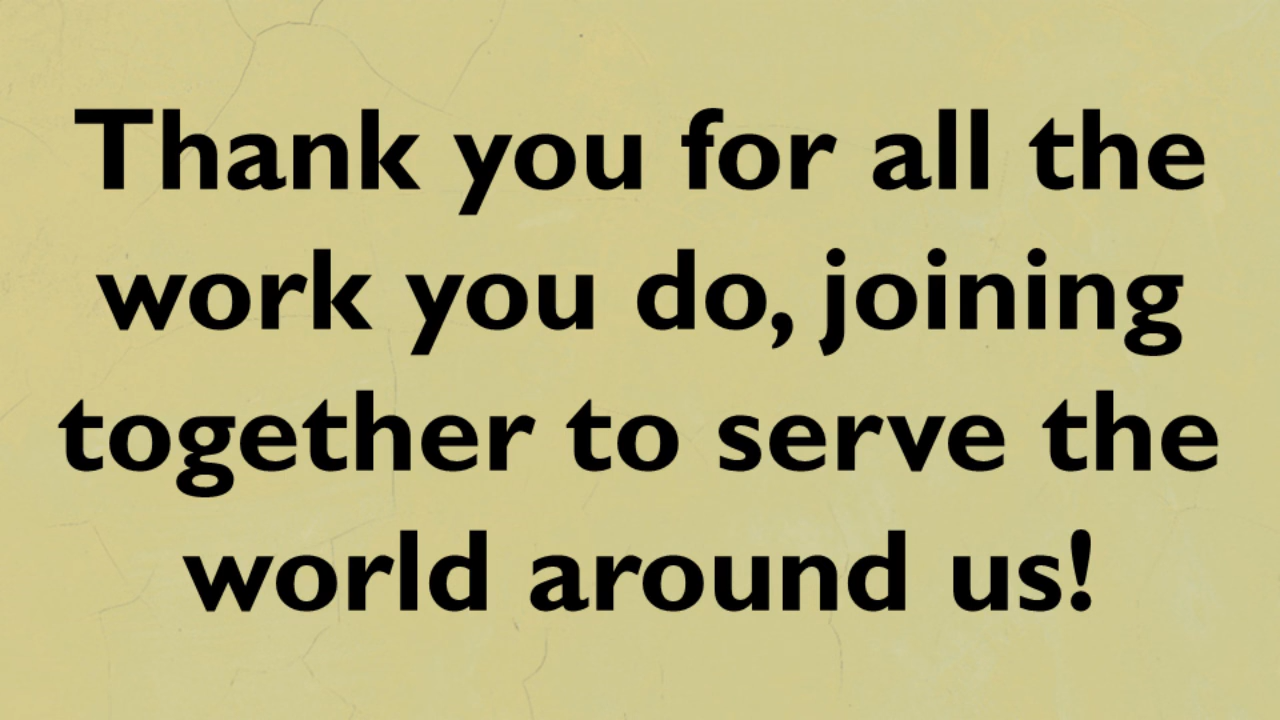 Thank you for all the
work you do, joining
together to serve the
world around us!